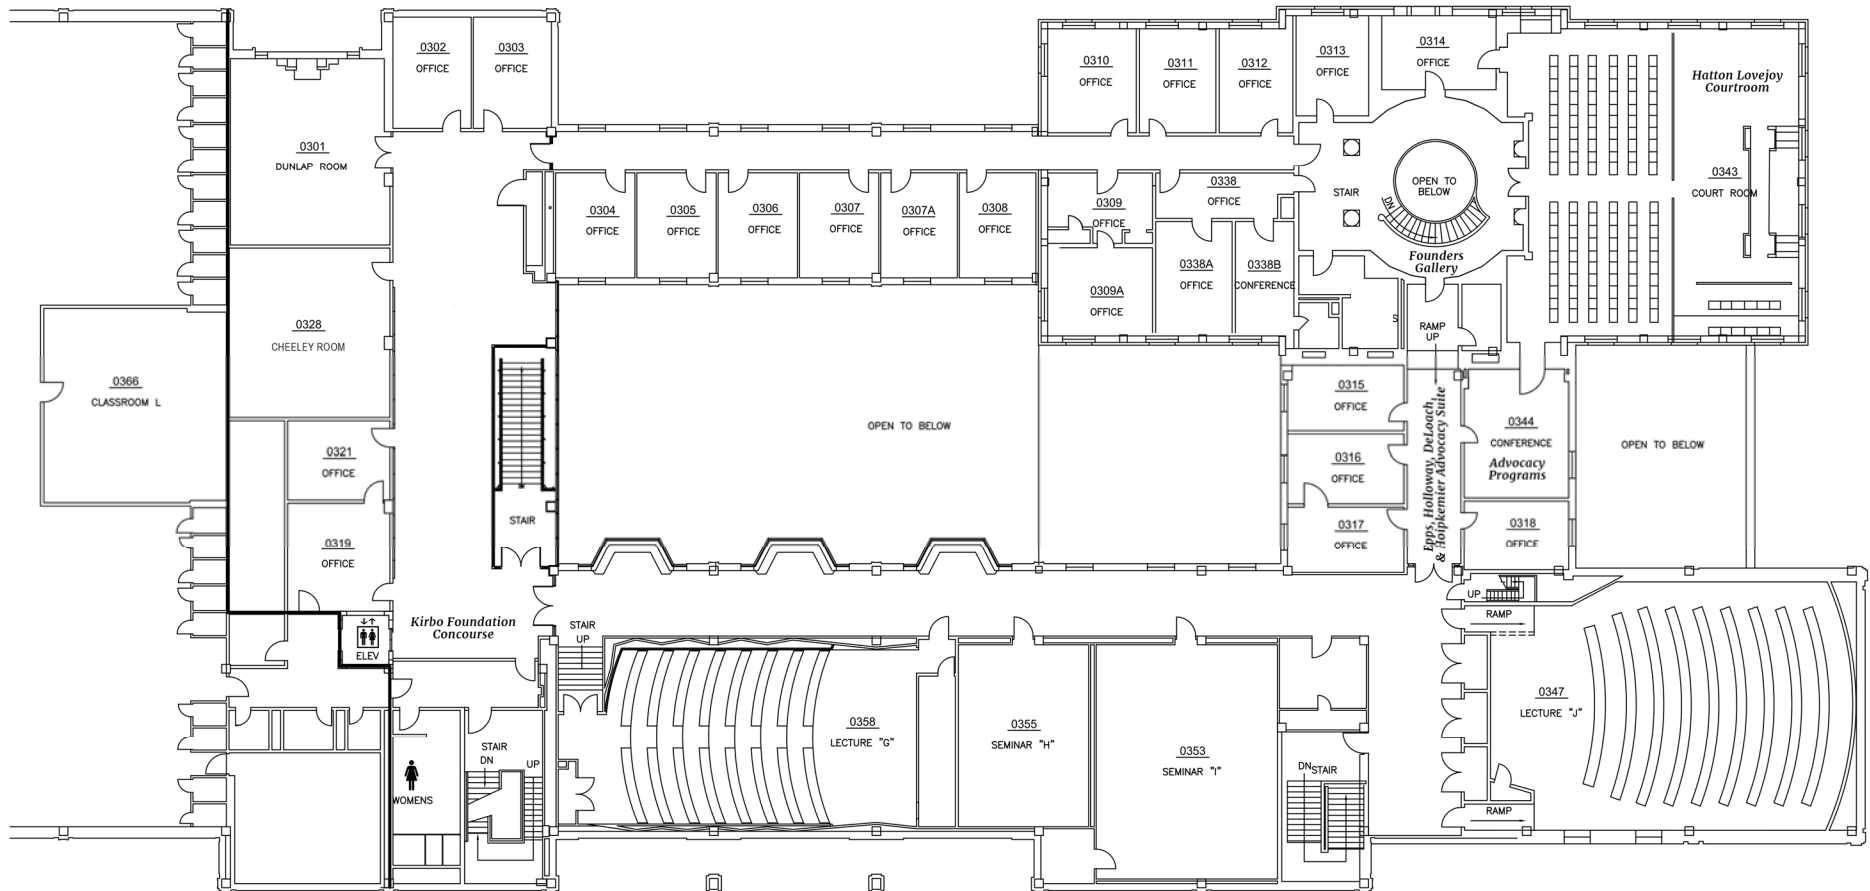 0302
OFFICE
0303
OFFICE
0310
OFFICE
0311
OFFICE
0312
OFFICE
0313
OFFICE
0314
OFFICE
Hatton Lovejoy
Courtroom
0301
DUNLAP ROOM
0304
OFFICE
0305
OFFICE
0306
OFFICE
0307
OFFICE
0307A
OFFICE
0308
OFFICE
0309
OFFICE
0338
OFFICE
STAIR
OPEN TO
BELOW
DN
0343
COURT ROOM
0309A
OFFICE
0338A
OFFICE
0338B
CONFERENCE
Founders
Gallery
S
RAMP
UP
0328
CHEELEY ROOM
0366
CLASSROOM L
OPEN TO BELOW
0315
OFFICE
0316
OFFICE
0317
OFFICE
Epps, Holloway, DeLoach,
& Hoipkemier Advocacy Suite
0344
CONFERENCE
Advocacy
Programs
0318
OFFICE
OPEN TO BELOW
0321
OFFICE
STAIR
0319
OFFICE
ELEV
Kirbo Foundation
Concourse
STAIR
UP
UP
RAMP
0358
LECTURE "G"
0355
SEMINAR "H"
0353
SEMINAR "I"
0347
LECTURE "J"
STAIR
DN
UP
WOMENS
DN
STAIR
RAMP